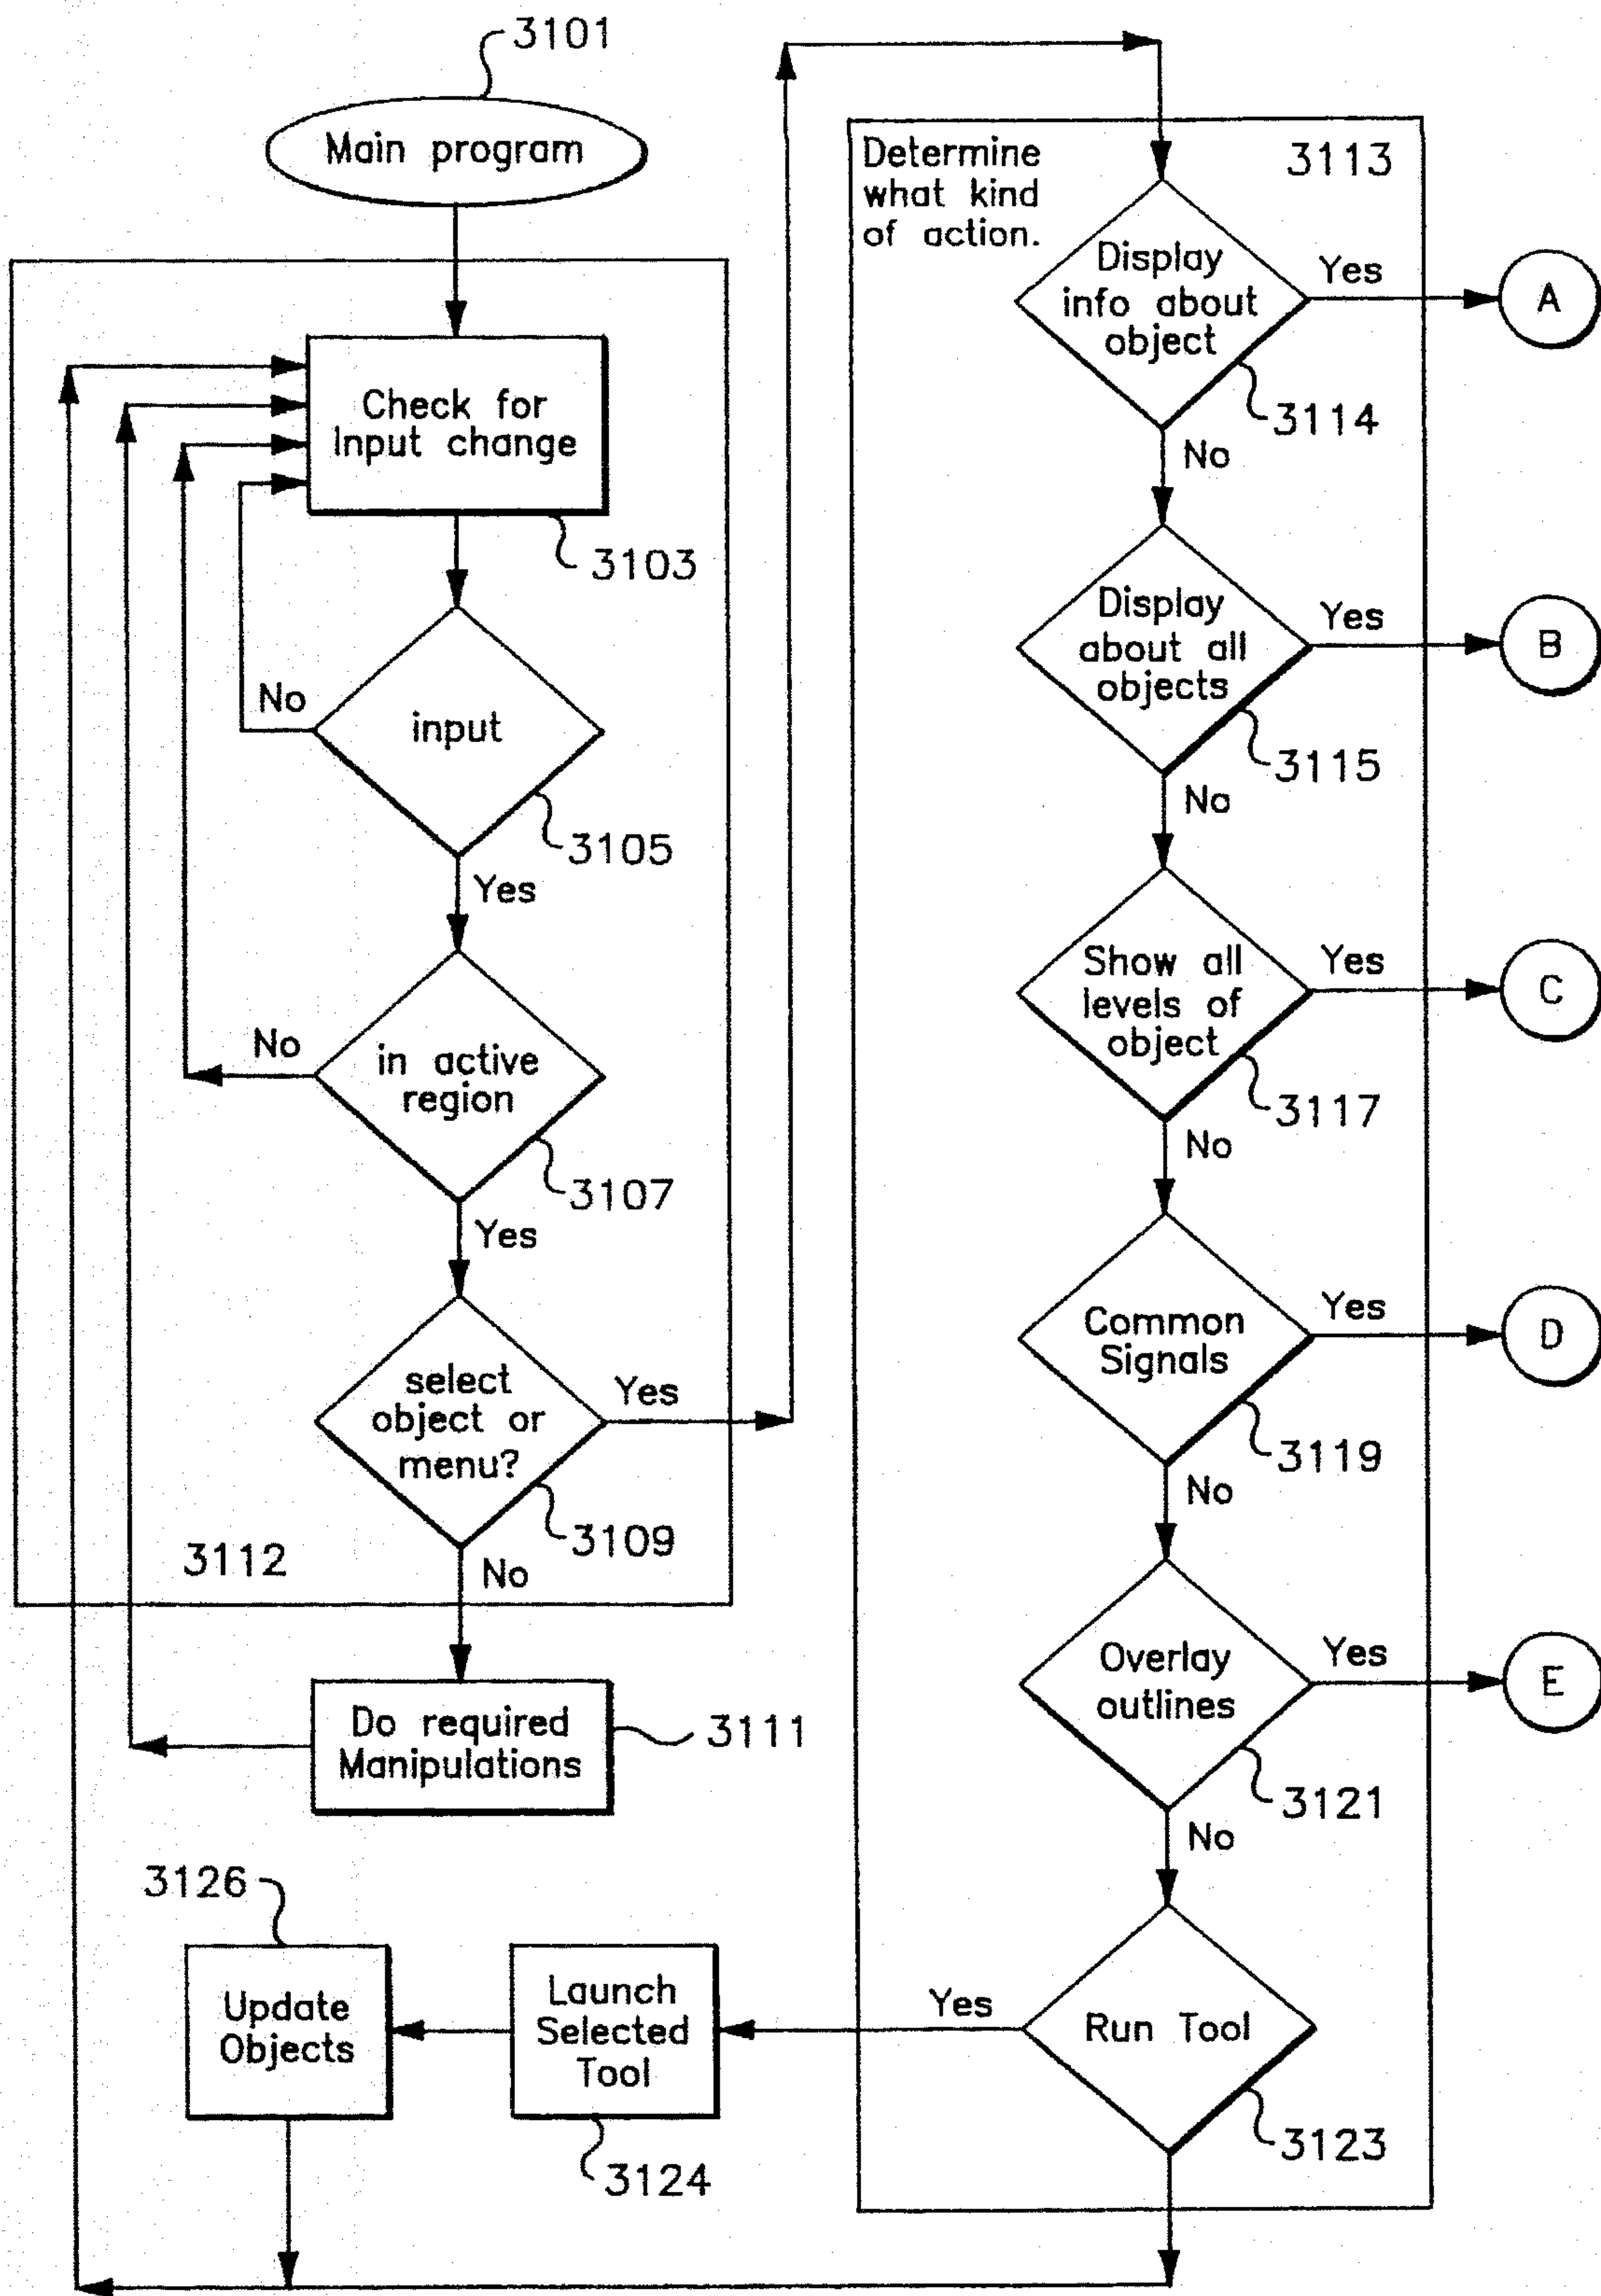 3101
Main program
Check for
Input change
3103
input
No
3105
Yes
in active
region
No
3107
Yes
select
object or
menu?
Yes
3109
No
3112
Do required
Manipulations
3111
Determine
what kind
of action.
3113
Display
info about
object
Yes
A
3114
No
Display
about all
objects
Yes
B
3115
No
Show all
levels of
object
Yes
C
3117
No
Common
Signals
Yes
D
3119
No
Overlay
outlines
Yes
E
3121
No
Run Tool
3123
Yes
Launch
Selected
Tool
3124
Update
Objects
3126